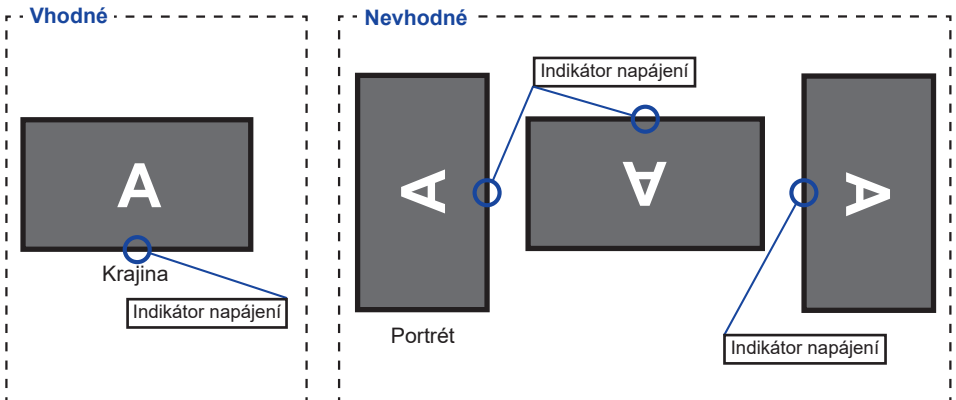 Vhodné
A
Krajina
Indikátor napájení
Nevhodné
Indikátor napájení
A
A
A
Portrét
Indikátor napájení